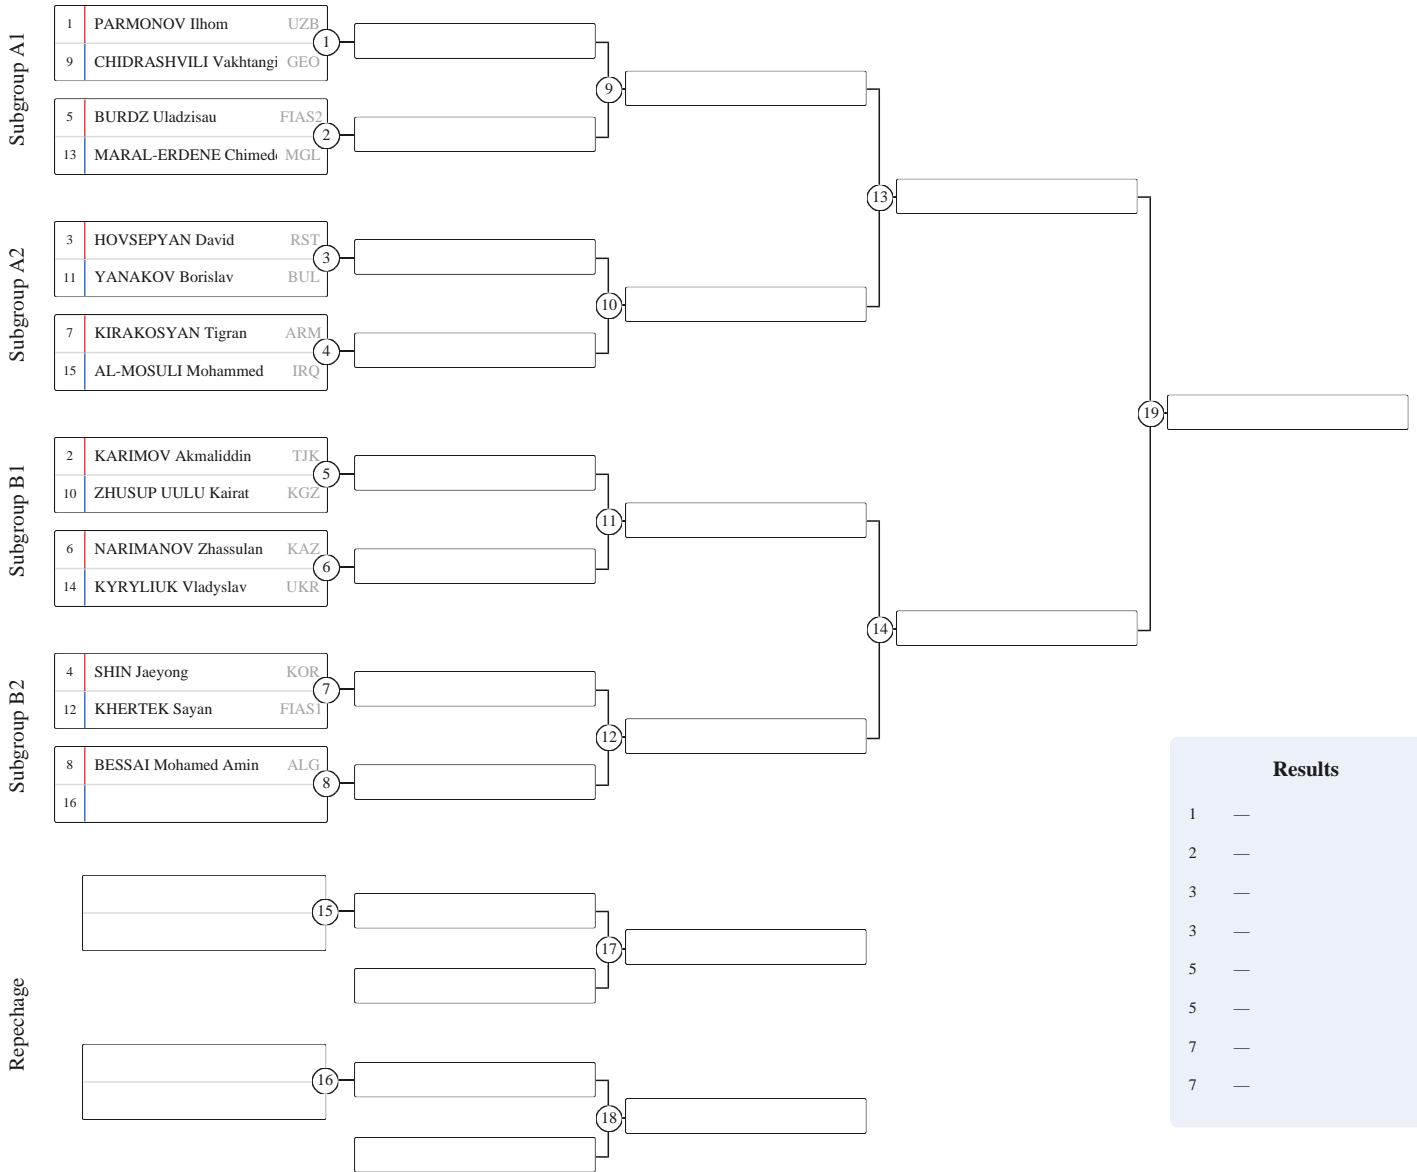 Subgroup A1
1 PARMONOV Ilhom UZB
9 CHIDRASHVILI Vakhtangi GEO
1
5 BURDZ Uladzisau FIAS2
13 MARAL-ERDENE Chimed MGL
2
9
Subgroup A2
3 HOVSEPYAN David RST
11 YANAKOV Borislav BUL
3
7 KIRAKOSYAN Tigran ARM
15 AL-MOSULI Mohammed IRQ
4
10
13
Subgroup B1
2 KARIMOV Akmaliddin TJK
10 ZHUSUP UULU Kairat KGZ
5
6 NARIMANOV Zhassulan KAZ
14 KYRYLIUK Vladyslav UKR
6
11
Subgroup B2
4 SHIN Jaeyong KOR
12 KHERTEK Sayan FIAS1
7
8 BESSAI Mohamed Amin ALG
16
8
12
14
19
Repechage
15
17
16
18
Results
1 —
2 —
3 —
3 —
5 —
5 —
7 —
7 —